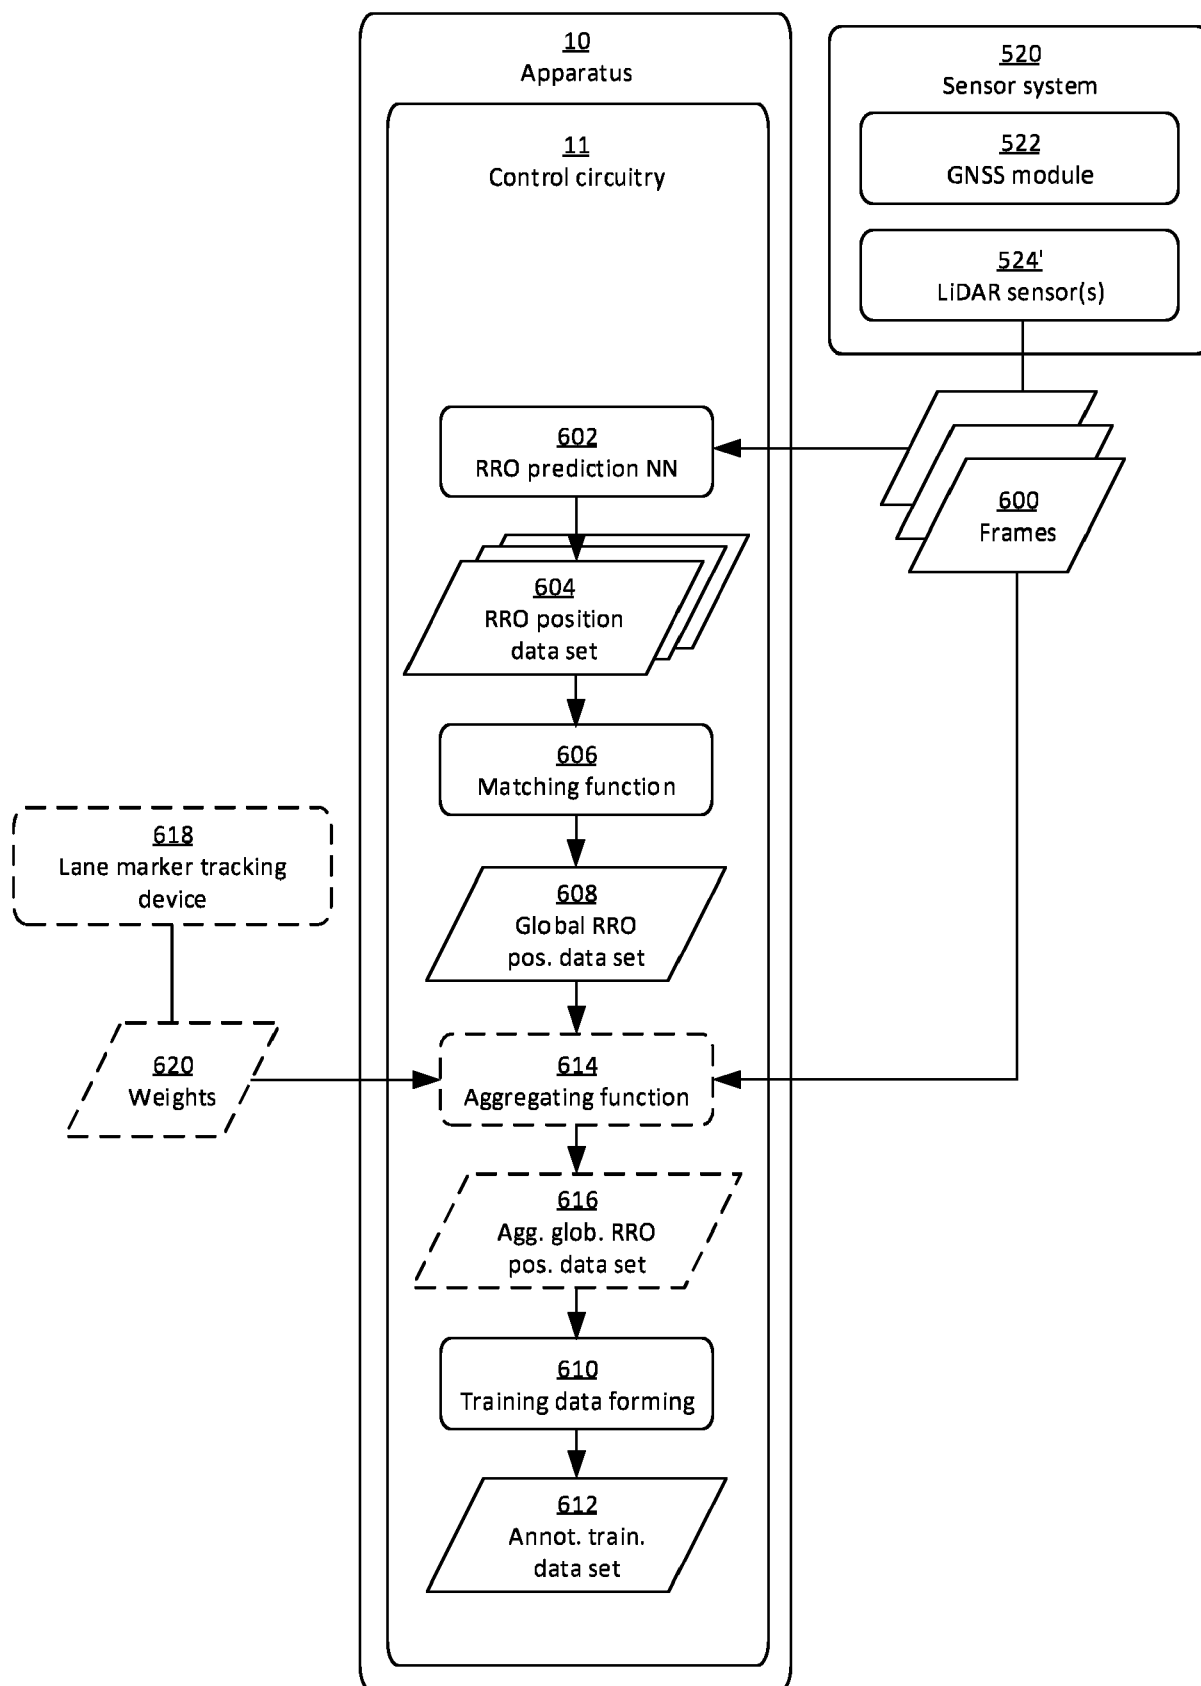 10
Apparatus
11
Control circuitry
520
Sensor system
522
GNSS module
524'
LiDAR sensor(s)
602
RRO prediction NN
600
Frames
604
RRO position
data set
606
Matching function
618
Lane marker tracking
device
608
Global RRO
pos. data set
620
Weights
614
Aggregating function
616
Agg. glob. RRO
pos. data set
610
Training data forming
612
Annot. train.
data set